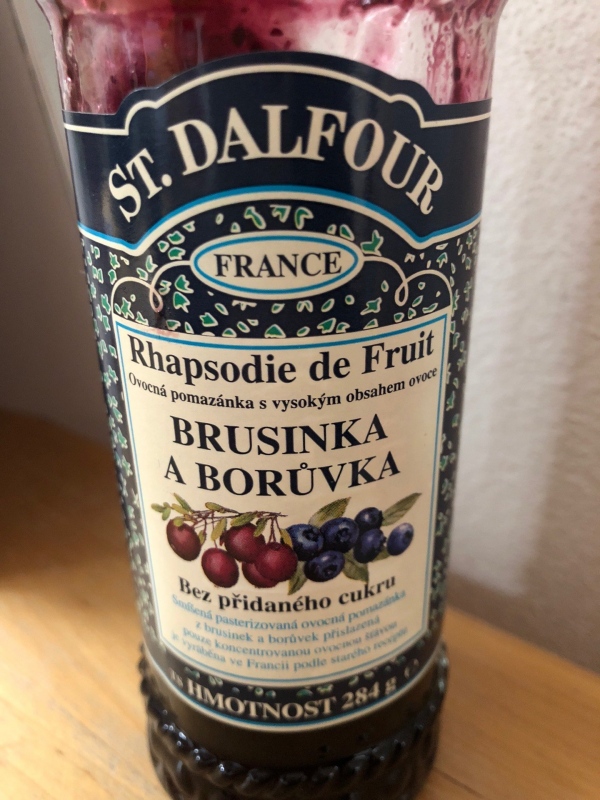 ST. DALFOUR
FRANCE
Rhapsodie de Fruit
Ovocná pomazánka s vysokým obsahem ovoce
BRUSINKA
A BORŮVKA
Bez přidaného cukru
Smíšená pasterizovaná ovocná pomazánka
z brusinek a borůvek přislazená
pouze koncentrovanou ovocnou šťávou
je vyráběna ve Francii podle starého receptu
HMOTNOST 284 g